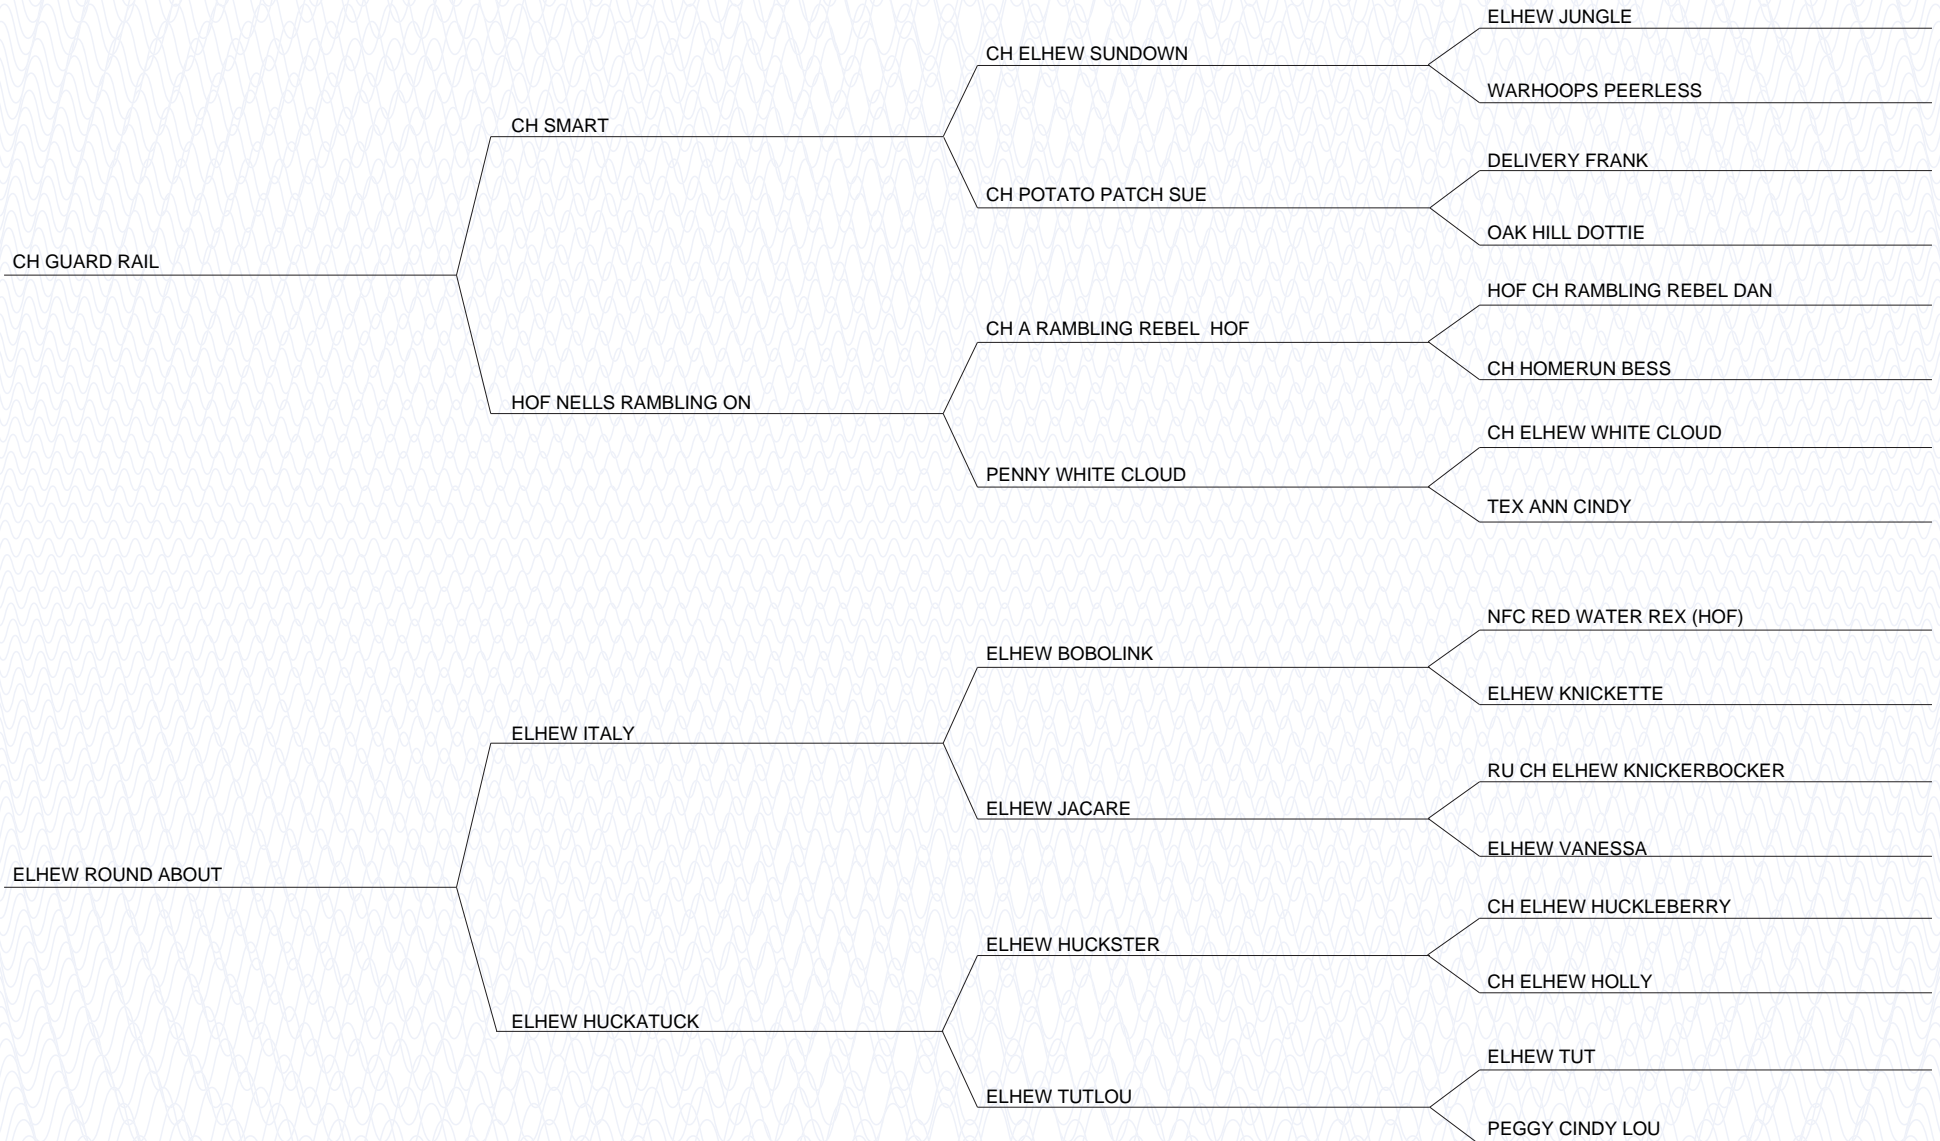 ELHEW JUNGLE
CH ELHEW SUNDOWN
WARHOOPS PEERLESS
CH SMART
DELIVERY FRANK
CH POTATO PATCH SUE
OAK HILL DOTTIE
CH GUARD RAIL
HOF CH RAMBLING REBEL DAN
CH A RAMBLING REBEL  HOF
CH HOMERUN BESS
HOF NELLS RAMBLING ON
CH ELHEW WHITE CLOUD
PENNY WHITE CLOUD
TEX ANN CINDY
NFC RED WATER REX (HOF)
ELHEW BOBOLINK
ELHEW KNICKETTE
ELHEW ITALY
RU CH ELHEW KNICKERBOCKER
ELHEW JACARE
ELHEW VANESSA
ELHEW ROUND ABOUT
CH ELHEW HUCKLEBERRY
ELHEW HUCKSTER
CH ELHEW HOLLY
ELHEW HUCKATUCK
ELHEW TUT
ELHEW TUTLOU
PEGGY CINDY LOU